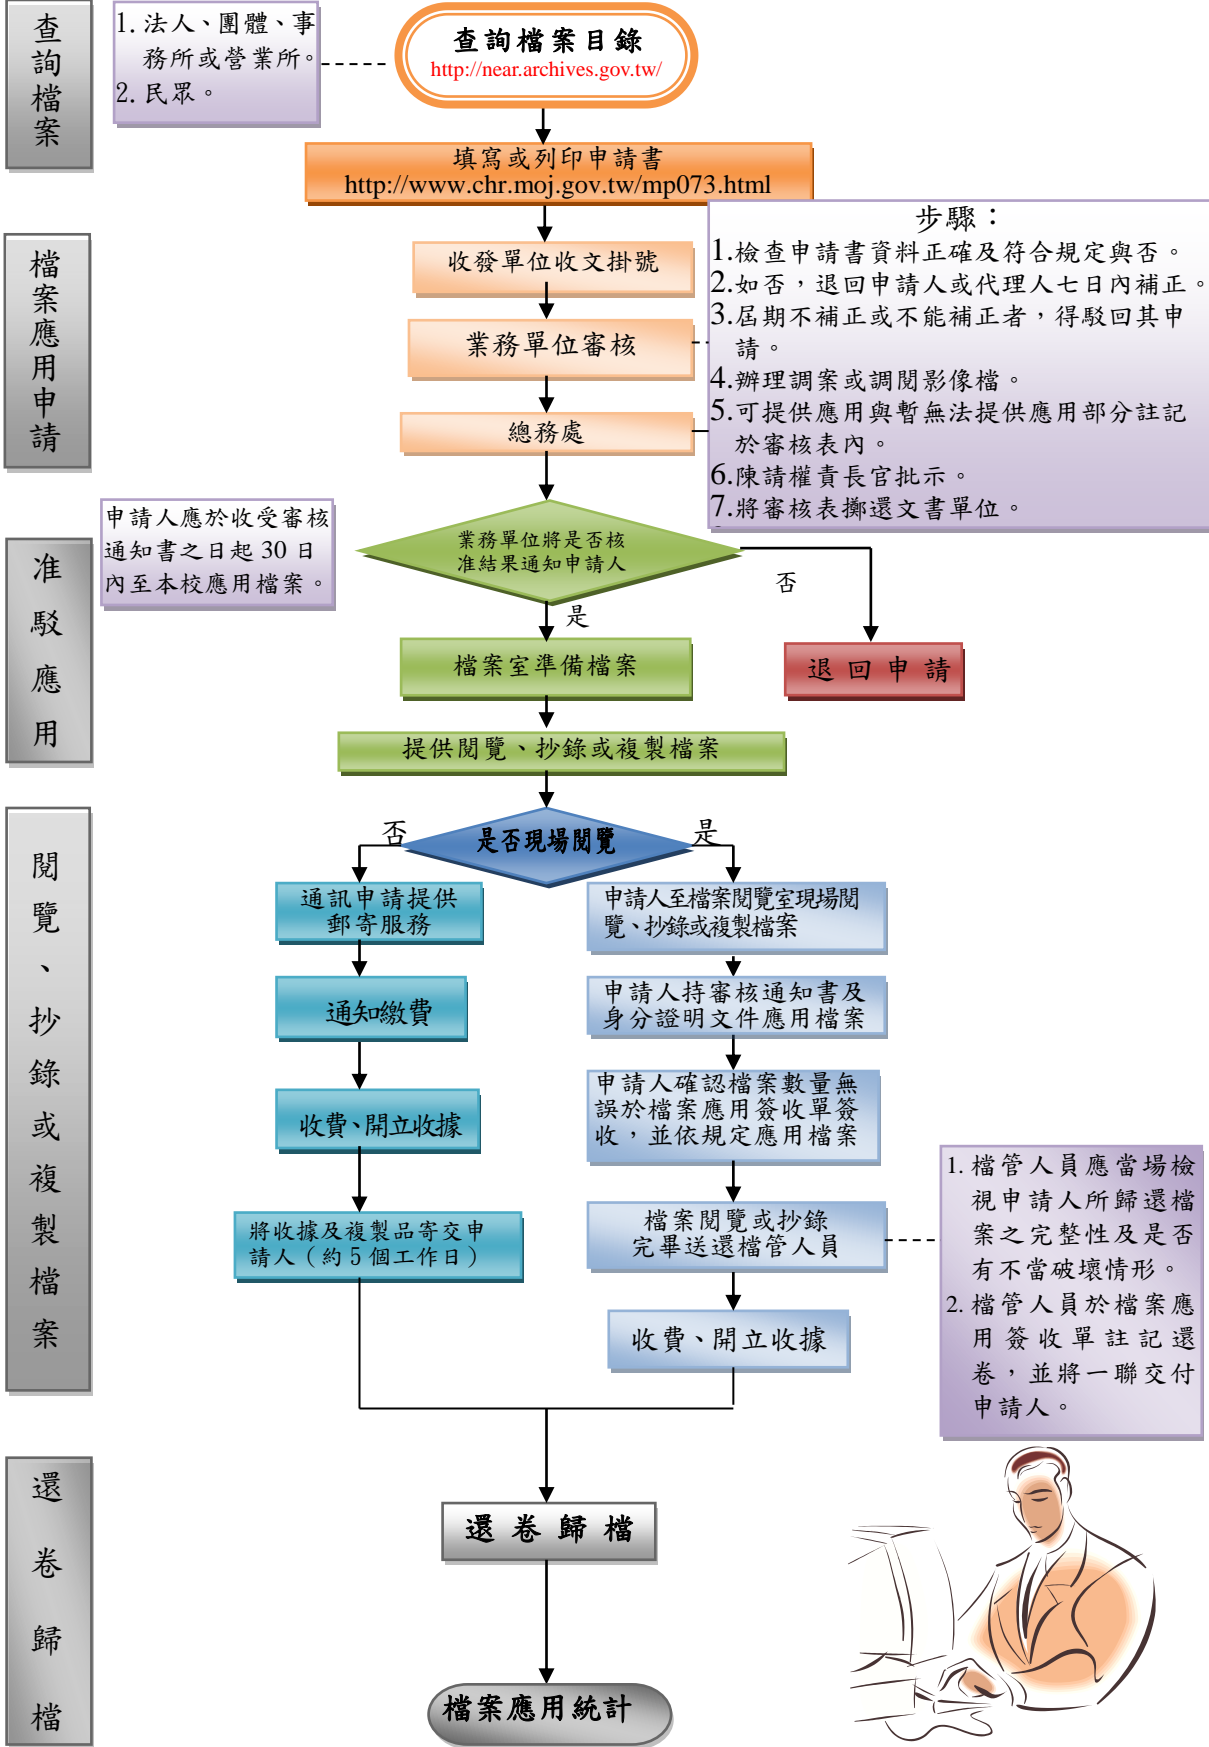 查詢檔案
1. 法人、團體、事
務所或營業所。
2. 民眾。
查詢檔案目錄
http://near.archives.gov.tw/
填寫或列印申請書
http://www.chr.moj.gov.tw/mp073.html
檔案應用申請
收發單位收文掛號
業務單位審核
總務處
步驟：
1.檢查申請書資料正確及符合規定與否。
2.如否，退回申請人或代理人七日內補正。
3.屆期不補正或不能補正者，得駁回其申
請。
4.辦理調案或調閱影像檔。
5.可提供應用與暫無法提供應用部分註記
於審核表內。
6.陳請權責長官批示。
7.將審核表擲還文書單位。
准駁應用
申請人應於收受審核
通知書之日起 30 日
內至本校應用檔案。
業務單位將是否核
准結果通知申請人
否
是
檔案室準備檔案
退回申請
提供閱覽、抄錄或複製檔案
閱覽、抄錄或複製檔案
是否現場閱覽
否
是
通訊申請提供
郵寄服務
通知繳費
收費、開立收據
將收據及複製品寄交申
請人（約 5 個工作日）
申請人至檔案閱覽室現場閱
覽、抄錄或複製檔案
申請人持審核通知書及
身分證明文件應用檔案
申請人確認檔案數量無
誤於檔案應用簽收單簽
收，並依規定應用檔案
檔案閱覽或抄錄
完畢送還檔管人員
收費、開立收據
1. 檔管人員應當場檢
視申請人所歸還檔
案之完整性及是否
有不當破壞情形。
2. 檔管人員於檔案應
用簽收單註記還
卷，並將一聯交付
申請人。
還卷歸檔
還卷歸檔
檔案應用統計